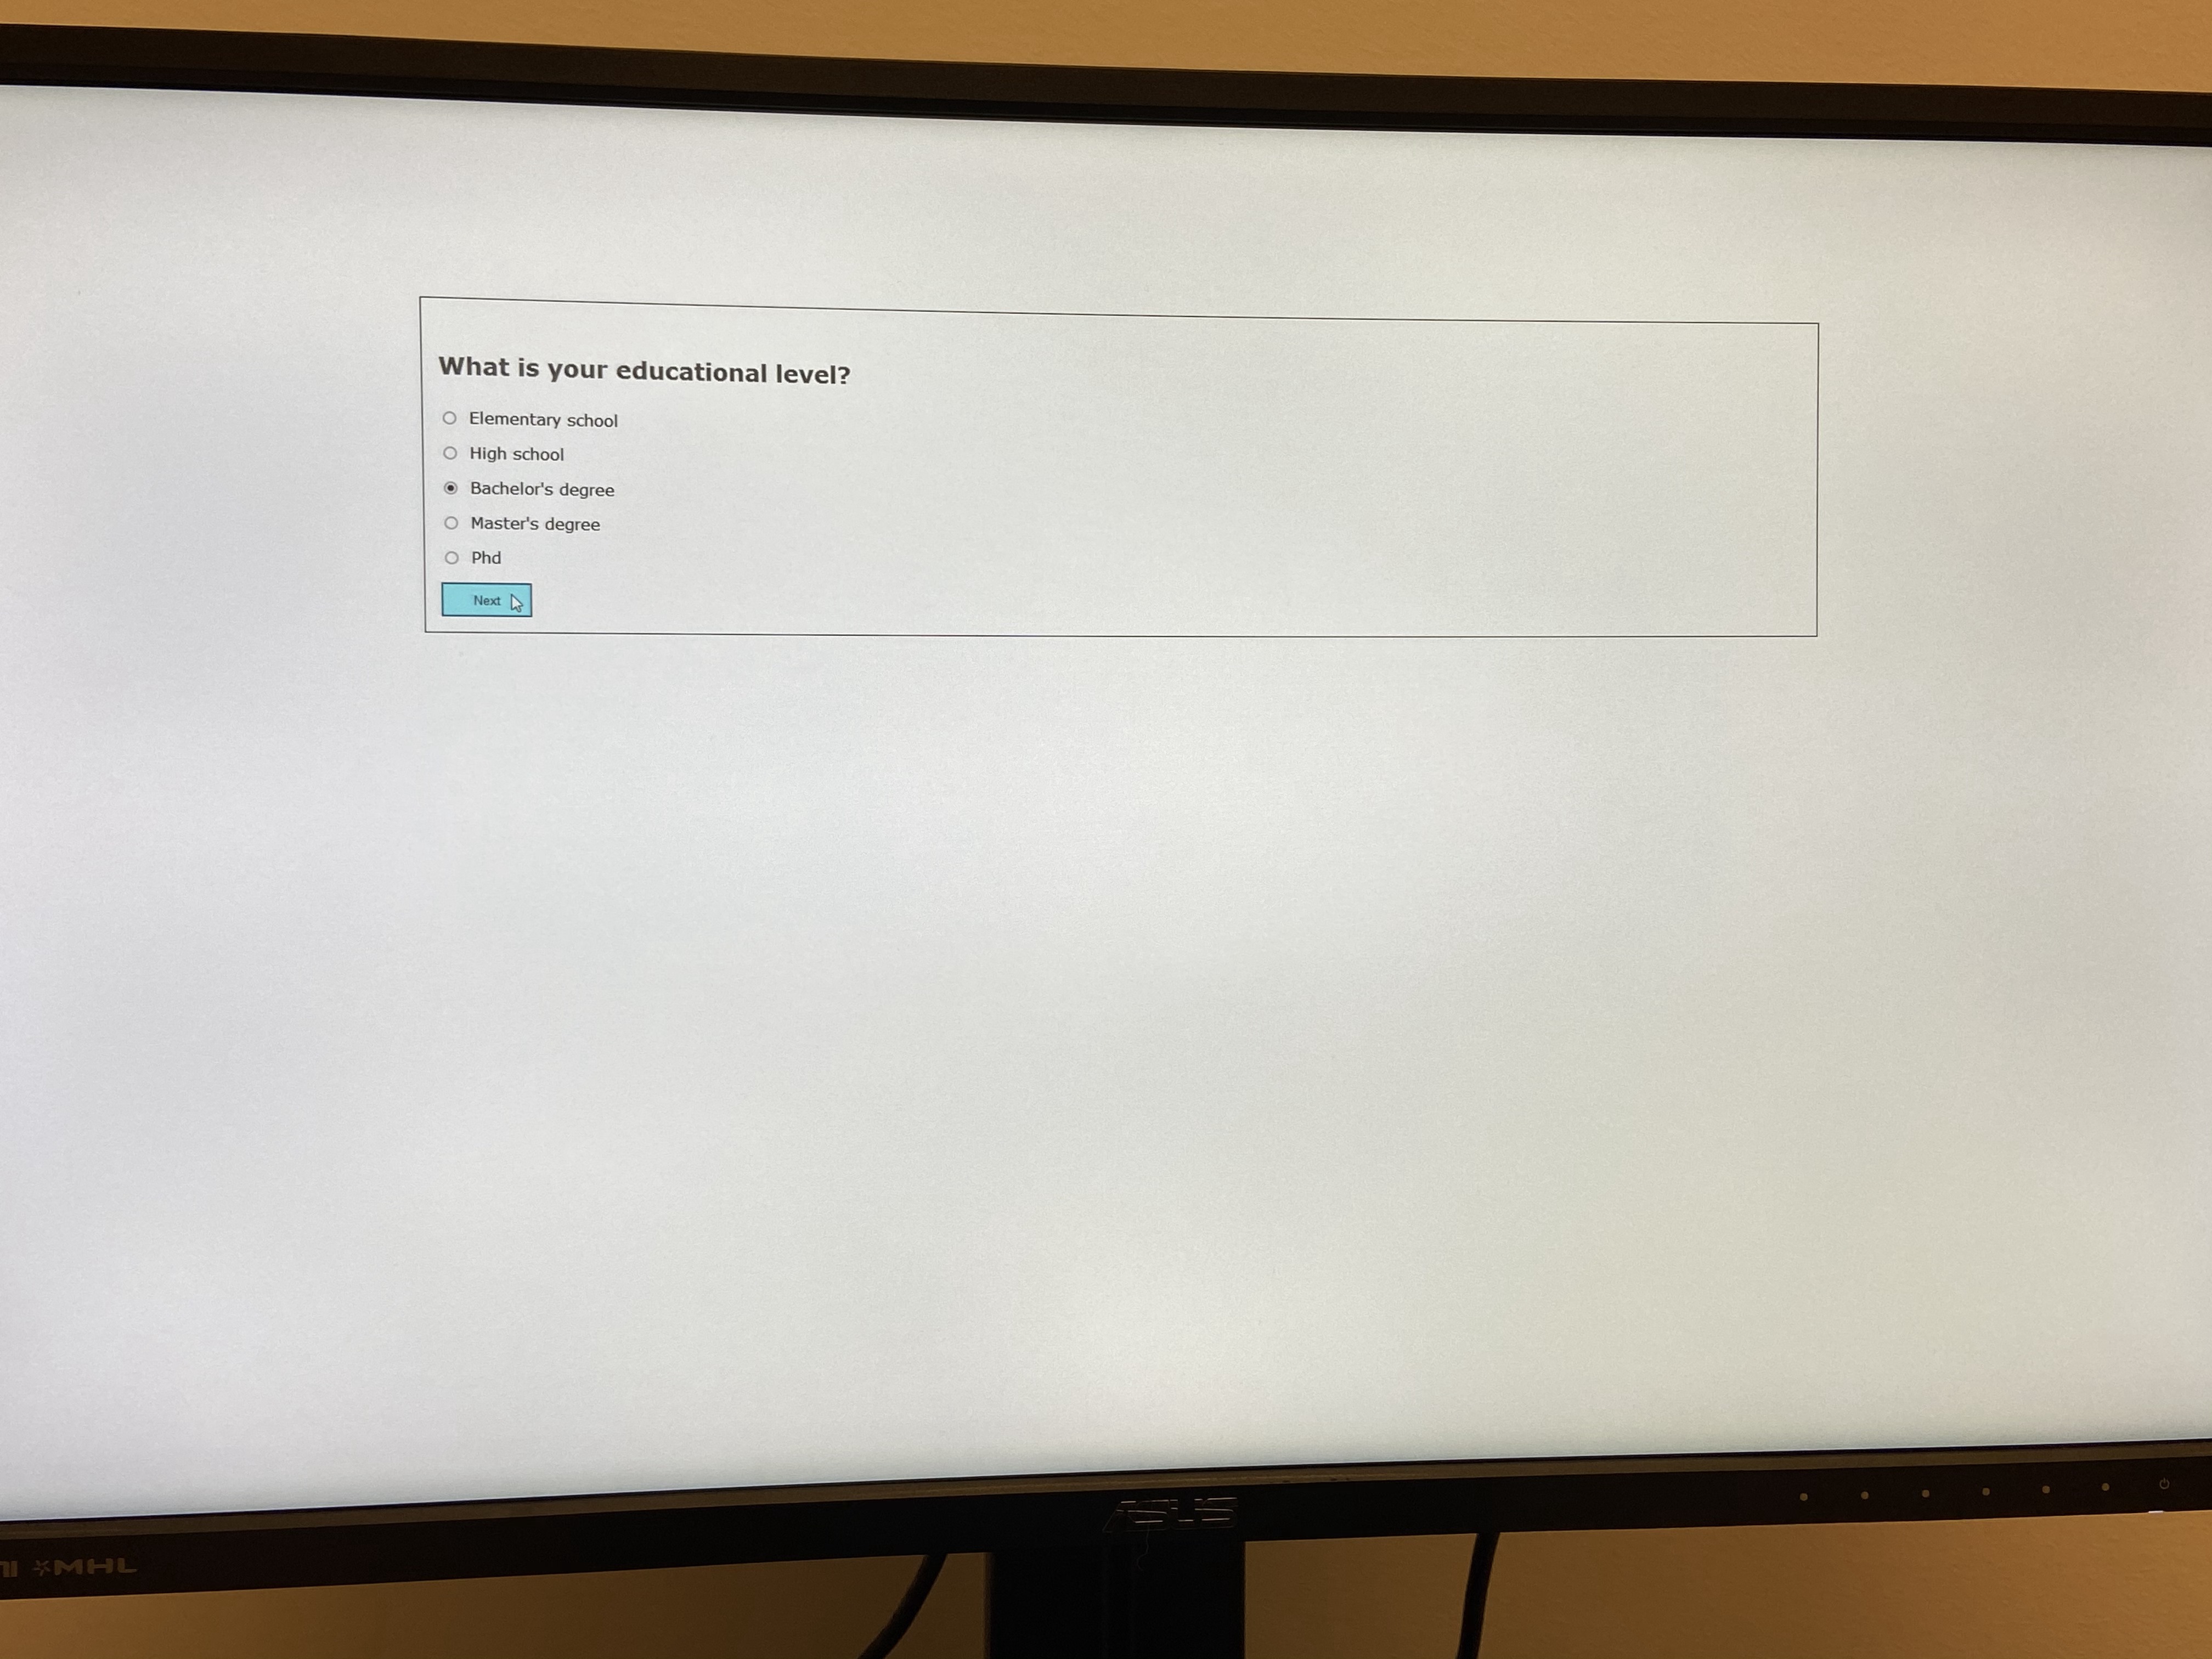 What is your educational level?
Elementary school
High school
Bachelor's degree
Master's degree
Phd
Next
ASUS
MHL